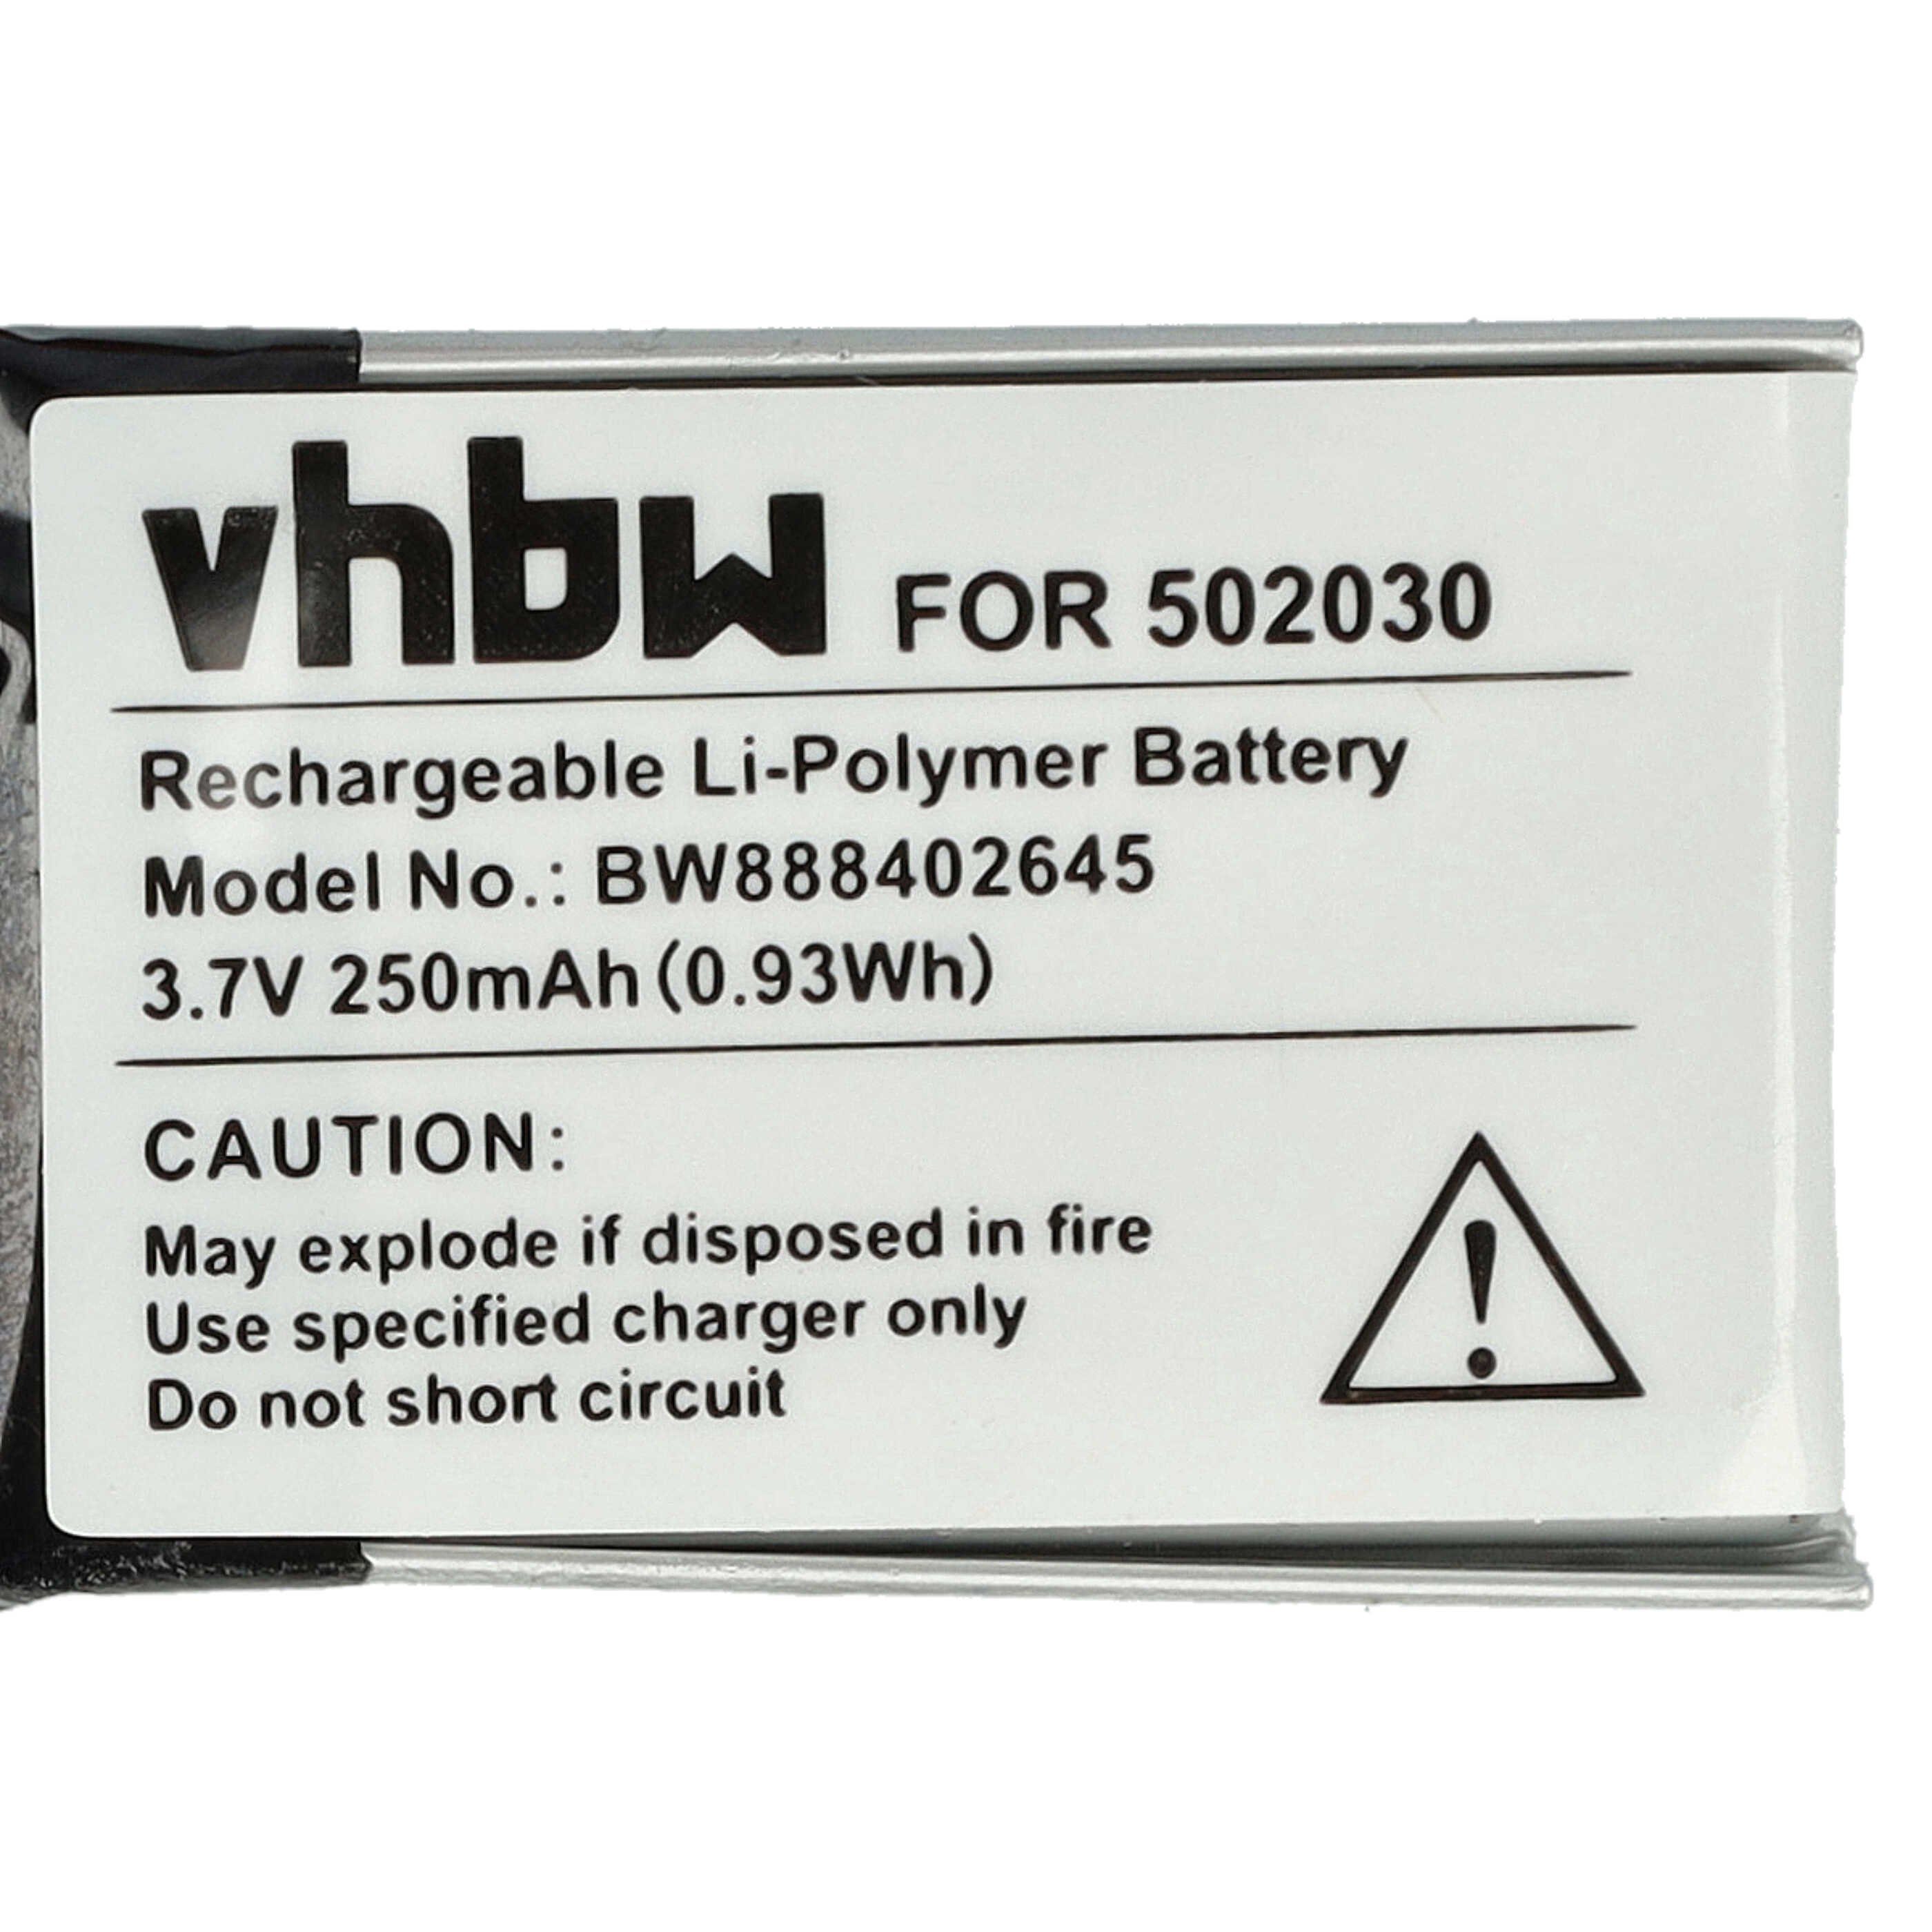 vhbw FOR 502030
Rechargeable Li-Polymer Battery
Model No.: BW888402645
3.7V 250mAh (0.93Wh)
CAUTION:
May explode if disposed in fire
Use specified charger only
Do not short circuit